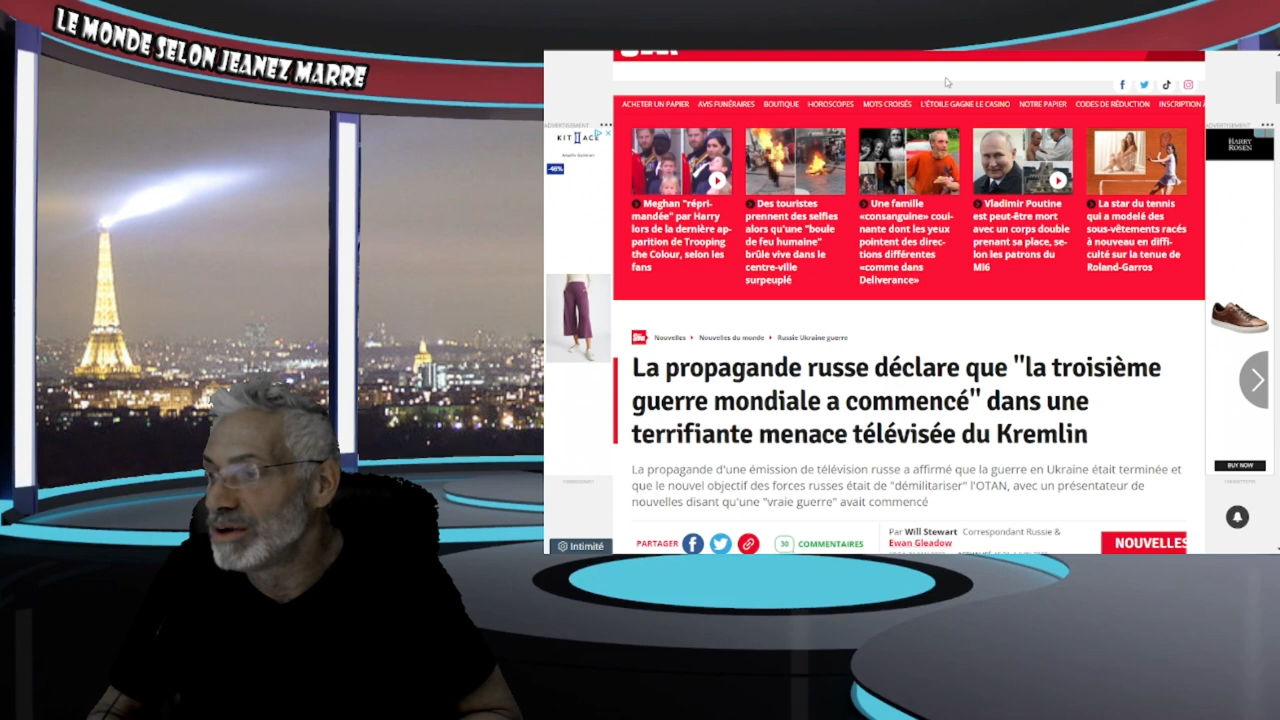 LE MONDE SELON JEANEZ MARRE
ADVERTISEMENT
KIT ACE
-46%
ACHETER UN PAPIER AVIS FUNÉRAIRES BOUTIQUE HOROSCOPES MOTS CROISÉS L'ÉTOILE GAGNE LE CASINO NOTRE PAPIER CODES DE RÉDUCTION INSCRIPTION
Meghan "répri-
mandée" par Harry
lors de la dernière ap-
parition de Trooping
the Colour, selon les
fans
Des touristes
prennent des selfies
alors qu'une "boule
de feu humaine"
brûle vive dans le
centre-ville
surpeuplé
Une famille
«consanguine» coui-
nante dont les yeux
pointent des direc-
tions différentes
«comme dans
Deliverance»
Vladimir Poutine
est peut-être mort
avec un corps double
prenant sa place, se-
lon les patrons du
MI6
La star du tennis
qui a modelé des
sous-vêtements racés
à nouveau en diffi-
culté sur la tenue de
Roland-Garros
ADVERTISEMENT
HARRY
ROSEN
BUY NOW
Nouvelles Nouvelles du monde Russie Ukraine guerre
La propagande russe déclare que "la troisième
guerre mondiale a commencé" dans une
terrifiante menace télévisée du Kremlin
La propagande d'une émission de télévision russe a affirmé que la guerre en Ukraine était terminée et
que le nouvel objectif des forces russes était de "démilitariser" l'OTAN, avec un présentateur de
nouvelles disant qu'une "vraie guerre" avait commencé
PARTAGER 30 COMMENTAIRES
Par Will Stewart Correspondant Russie &
Ewan Gleadow
NOUVELLES
Intimité